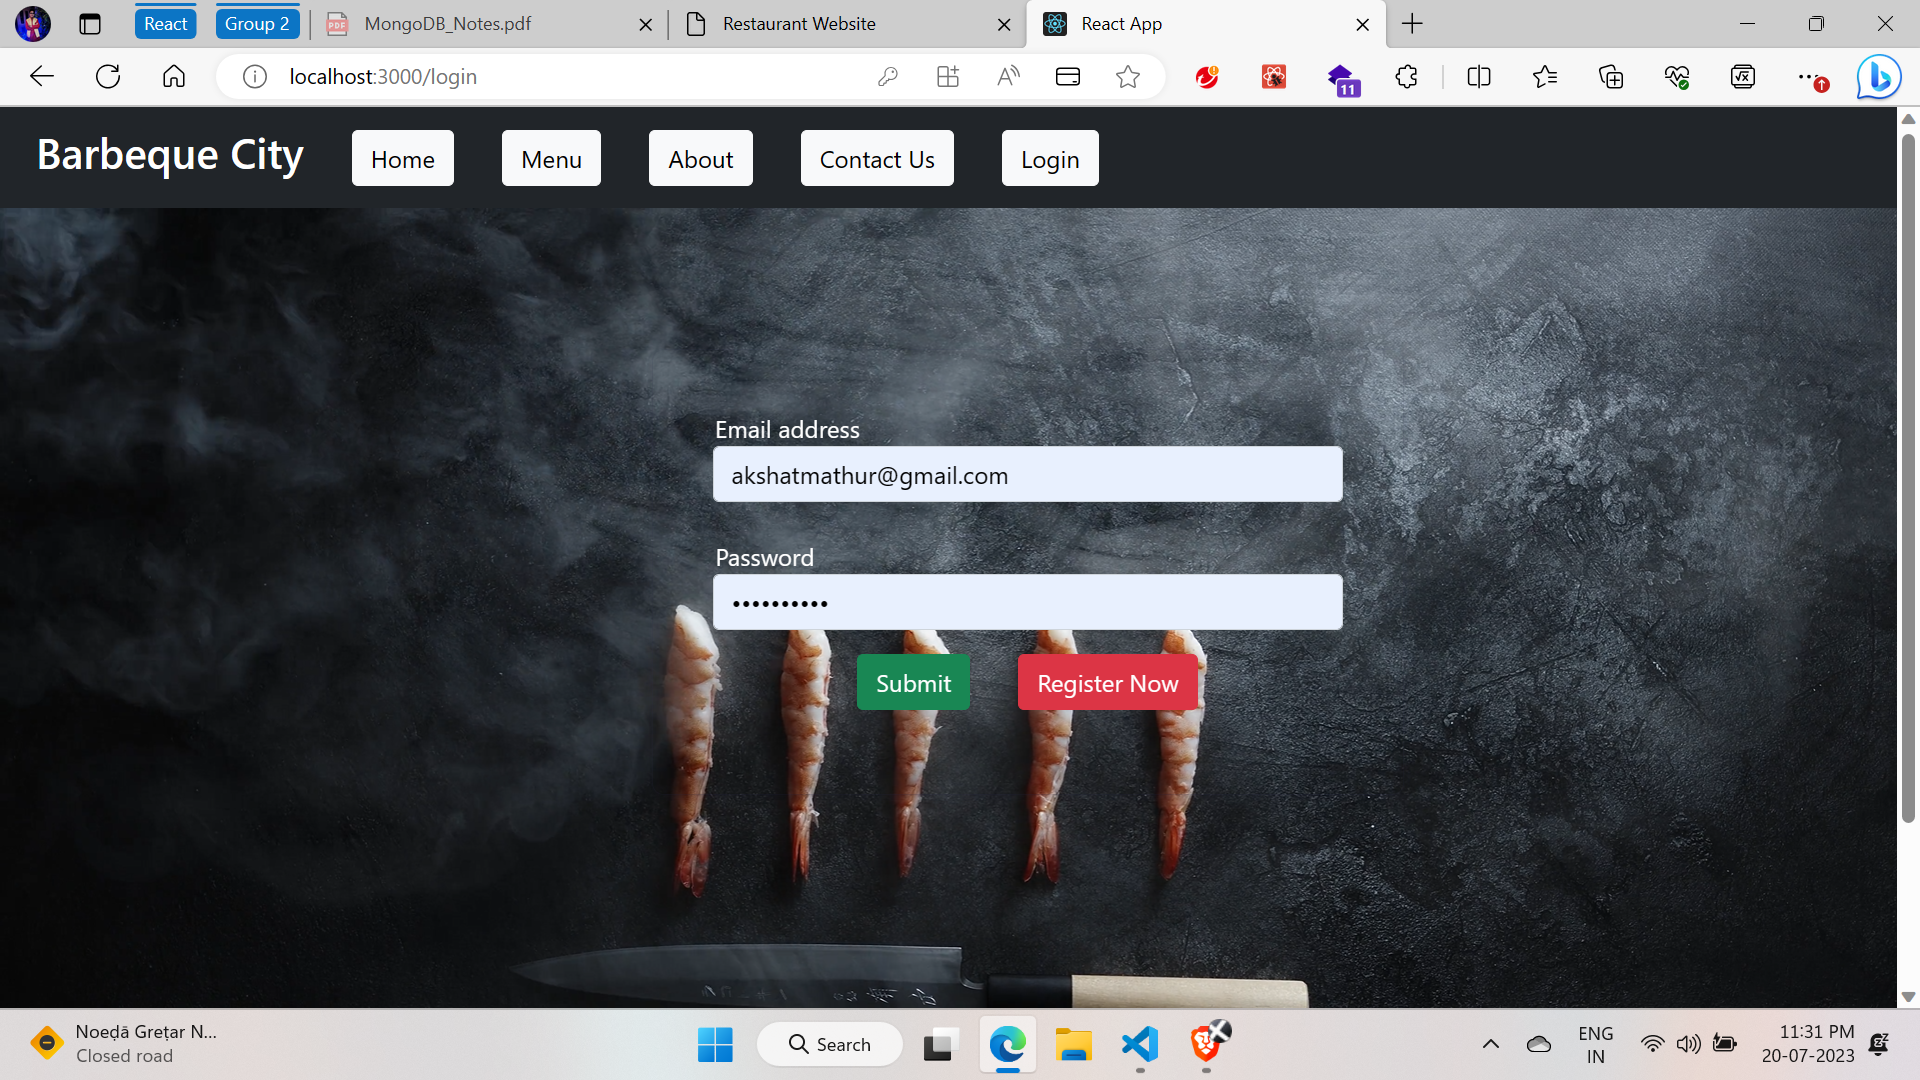 React
Group 2
MongoDB_Notes.pdf
Restaurant Website
React App
localhost:3000/login
11
Barbeque City
Home
Menu
About
Contact Us
Login
Email address
akshatmathur@gmail.com
Password
••••••••••
Submit
Register Now
Noeḍā Greṭar N...
Closed road
Search
ENG
IN
11:31 PM
20-07-2023